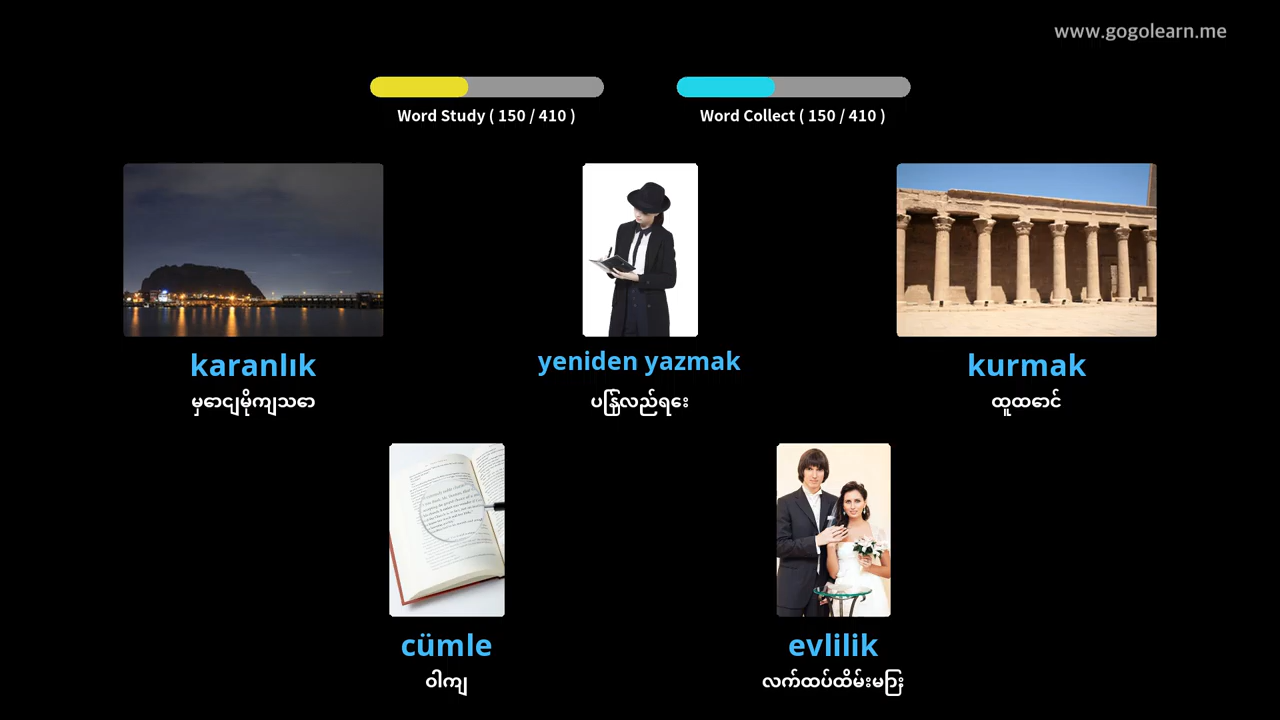 www.gogolearn.me
Word Study ( 150 / 410 )
Word Collect ( 150 / 410 )
karanlık
မှောင်မိုက်သော
yeniden yazmak
ပြန်လည်ရေး
kurmak
ထူထောင်
cümle
ဝါကျ
evlilik
လက်ထပ်ထိမ်းမြား